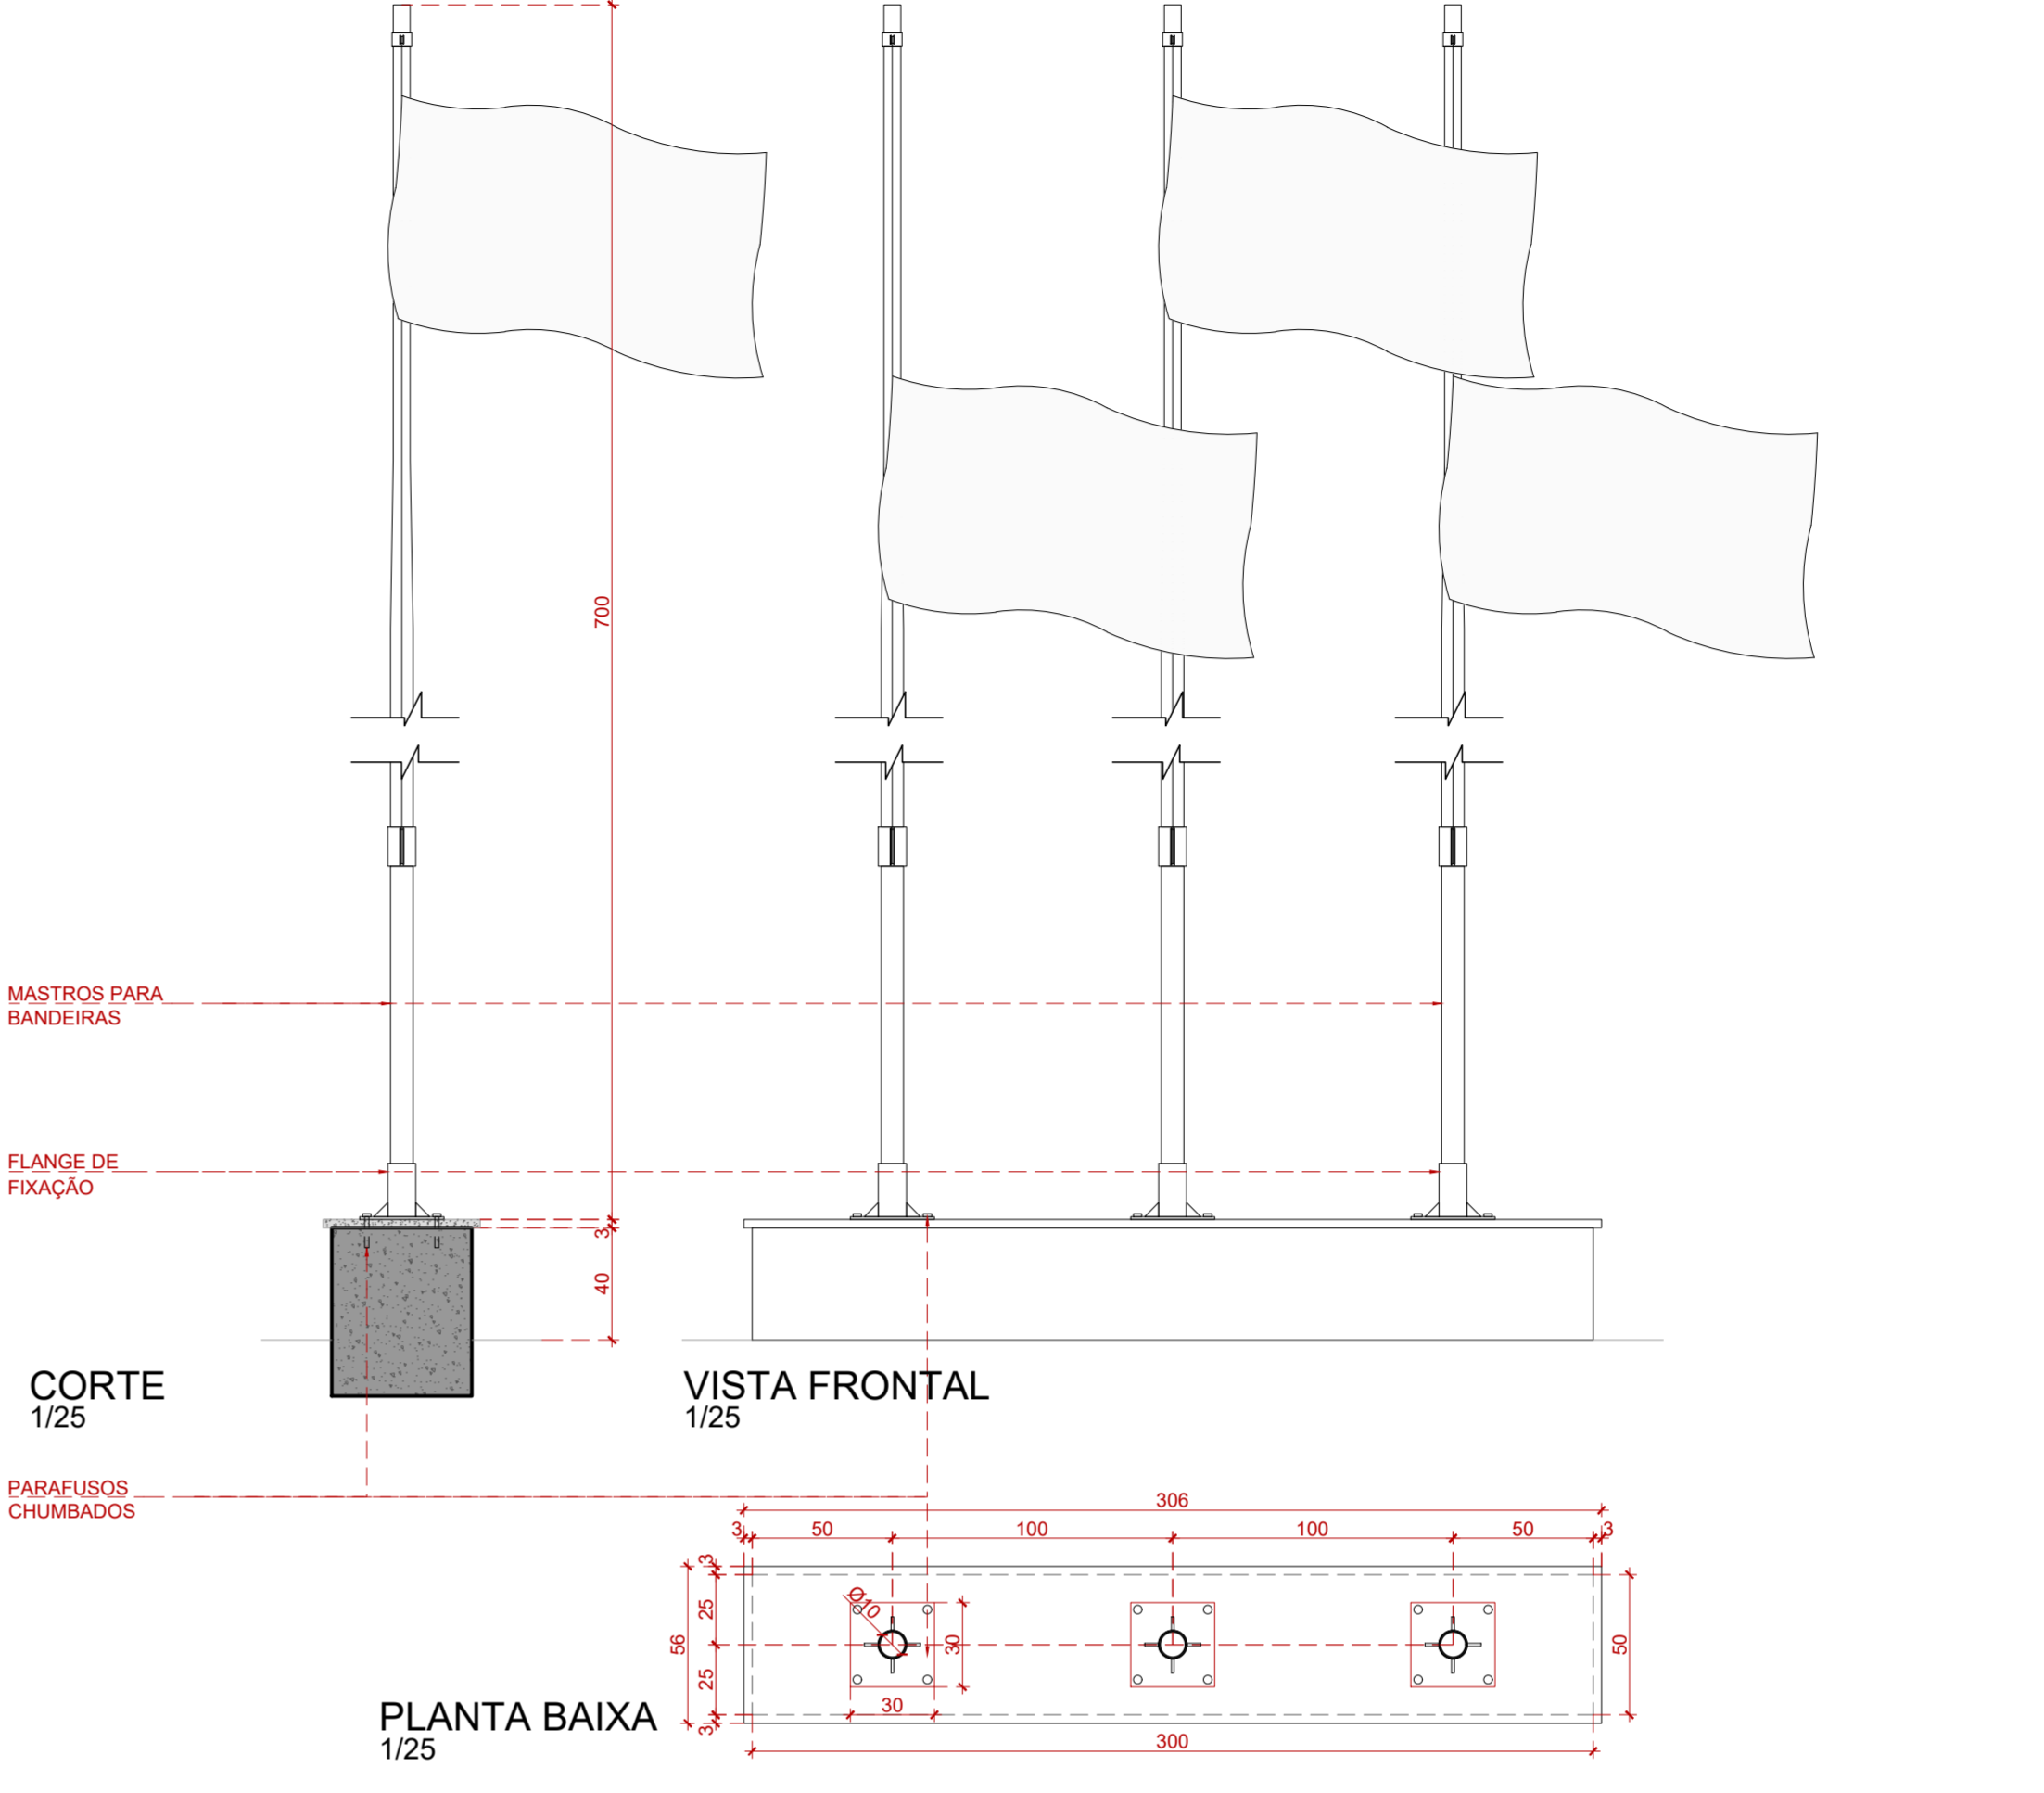 700
MASTROS PARA
BANDEIRAS
FLANGE DE
FIXAÇÃO
3
40
CORTE
1/25
VISTA FRONTAL
1/25
PARAFUSOS
CHUMBADOS
306
3 50 100 100 50 3
3
25
56
25
3
Ø10
30
30
50
PLANTA BAIXA
1/25
300